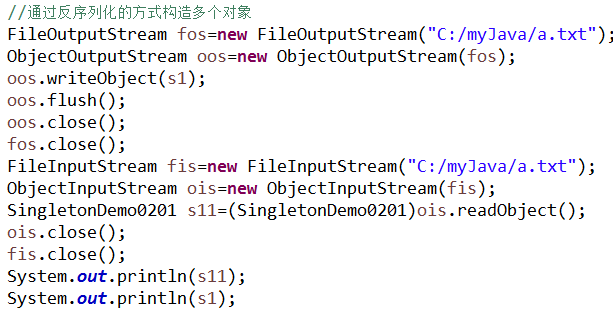 //通过反序列化的方式构造多个对象
FileOutputStream fos=new FileOutputStream("C:/myJava/a.txt");
ObjectOutputStream oos=new ObjectOutputStream(fos);
oos.writeObject(s1);
oos.flush();
oos.close();
fos.close();
FileInputStream fis=new FileInputStream("C:/myJava/a.txt");
ObjectInputStream ois=new ObjectInputStream(fis);
SingletonDemo0201 s11=(SingletonDemo0201)ois.readObject();
ois.close();
fis.close();
System.out.println(s11);
System.out.println(s1);